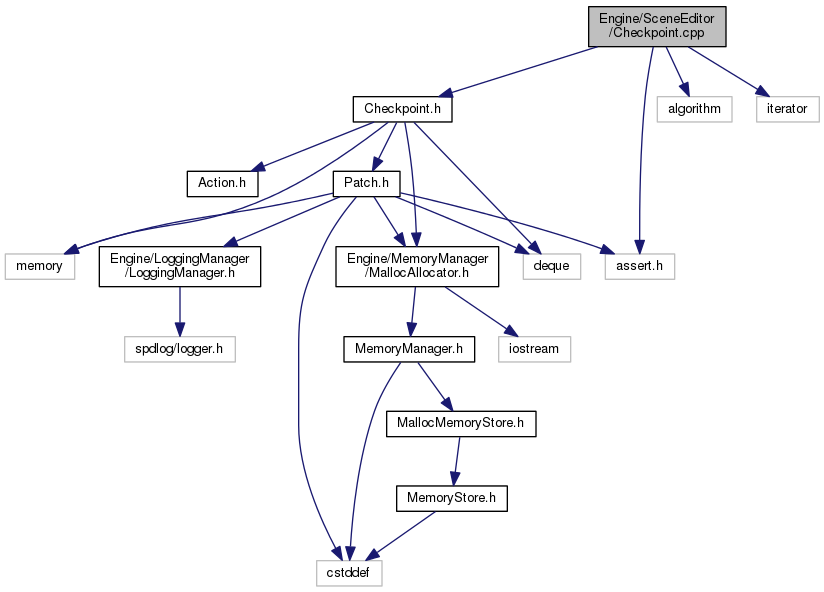 Engine/SceneEditor
/Checkpoint.cpp
Checkpoint.h
algorithm
iterator
Action.h
Patch.h
memory
Engine/LoggingManager
/LoggingManager.h
Engine/MemoryManager
/MallocAllocator.h
deque
assert.h
spdlog/logger.h
MemoryManager.h
iostream
MallocMemoryStore.h
MemoryStore.h
cstddef